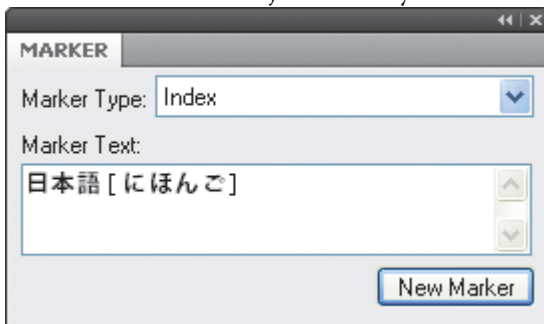 MARKER
Marker Type: Index
Marker Text:
日本語 [ にほんご ]
New Marker